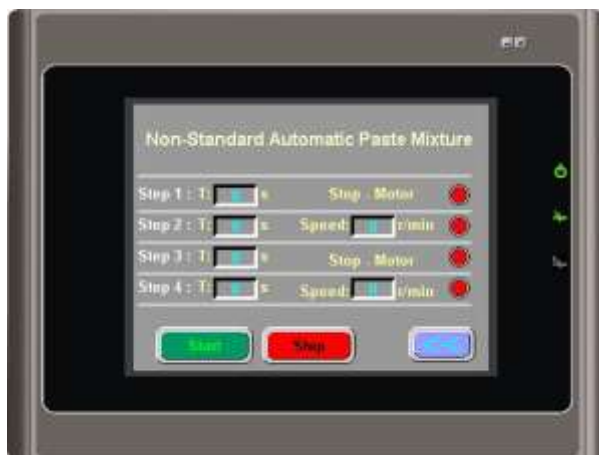 Non-Standard Automatic Paste Mixture
Step 1 : T: s Stop - Motor
Step 2 : T: s Speed: r/min
Step 3 : T: s Stop - Motor
Step 4 : T: s Speed: r/min
Start Stop